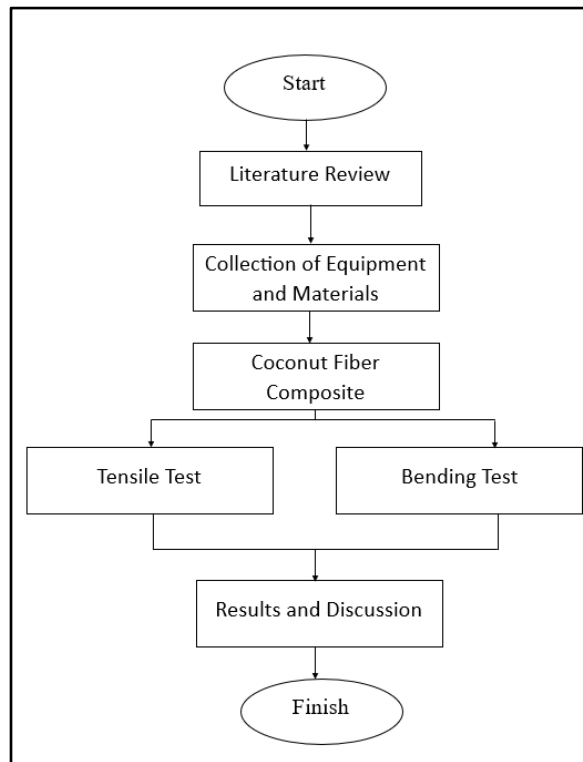 Start
Literature Review
Collection of Equipment
and Materials
Coconut Fiber
Composite
Tensile Test
Bending Test
Results and Discussion
Finish